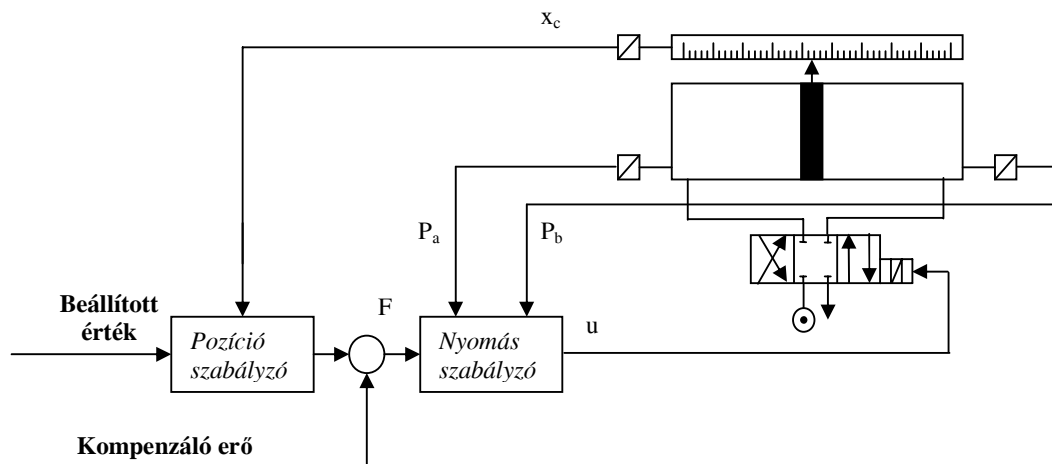 x_c
P_a
P_b
Beállított
érték
F
u
Pozíció
szabályzó
Nyomás
szabályzó
Kompenzáló erő